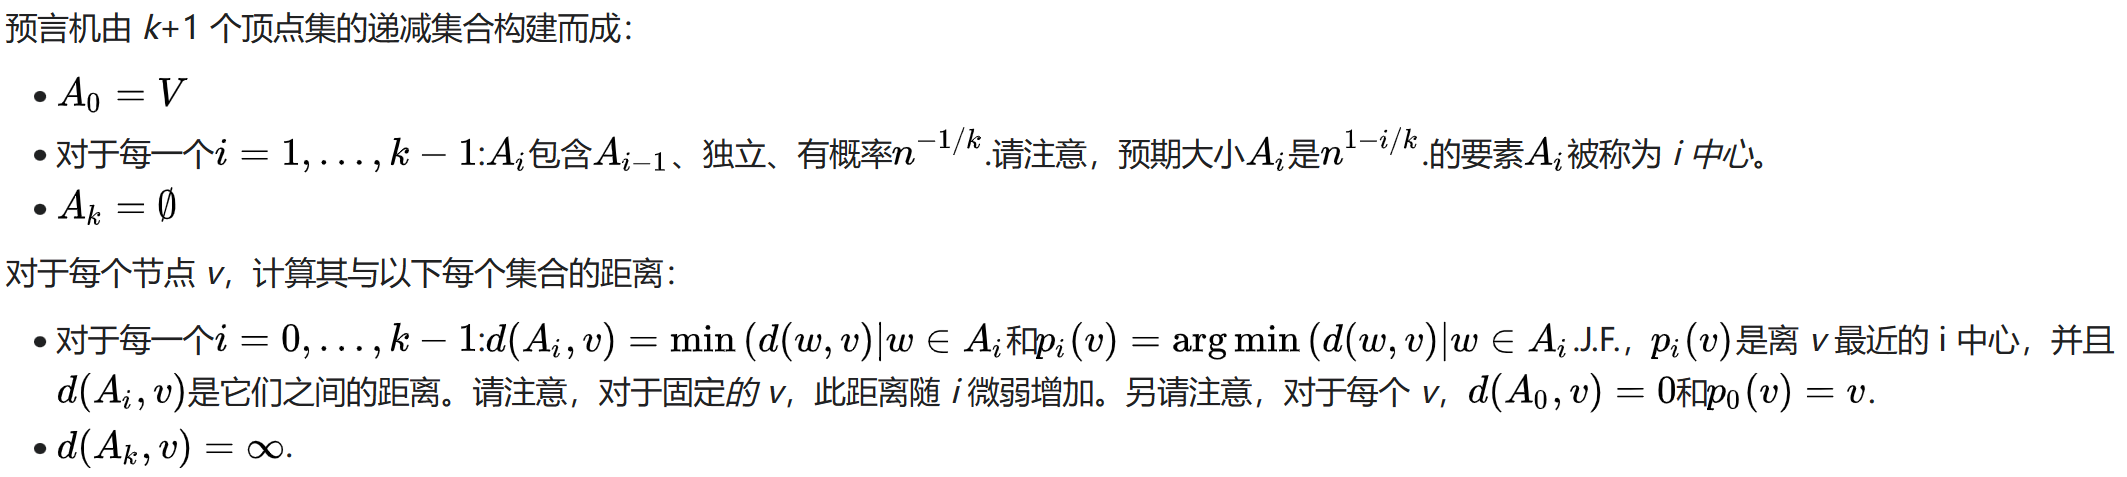 预言机由 k+1 个顶点集的递减集合构建而成：
• A₀ = V
• 对于每一个i = 1, . . . , k − 1:Aᵢ包含Aᵢ₋₁、独立、有概率n^{−1/k}.请注意，预期大小Aᵢ是n^{1−i/k}.的要素Aᵢ被称为 i 中心。
• Aₖ = ∅
对于每个节点 v，计算其与以下每个集合的距离：
• 对于每一个i = 0, . . . , k − 1:d(Aᵢ, v) = min (d(w, v)|w ∈ Aᵢ和pᵢ(v) = arg min (d(w, v)|w ∈ Aᵢ.J.F.，pᵢ(v)是离 v 最近的 i 中心，并且
d(Aᵢ, v)是它们之间的距离。请注意，对于固定的 v，此距离随 i 微弱增加。另请注意，对于每个 v，d(A₀, v) = 0和p₀(v) = v.
• d(Aₖ, v) = ∞.